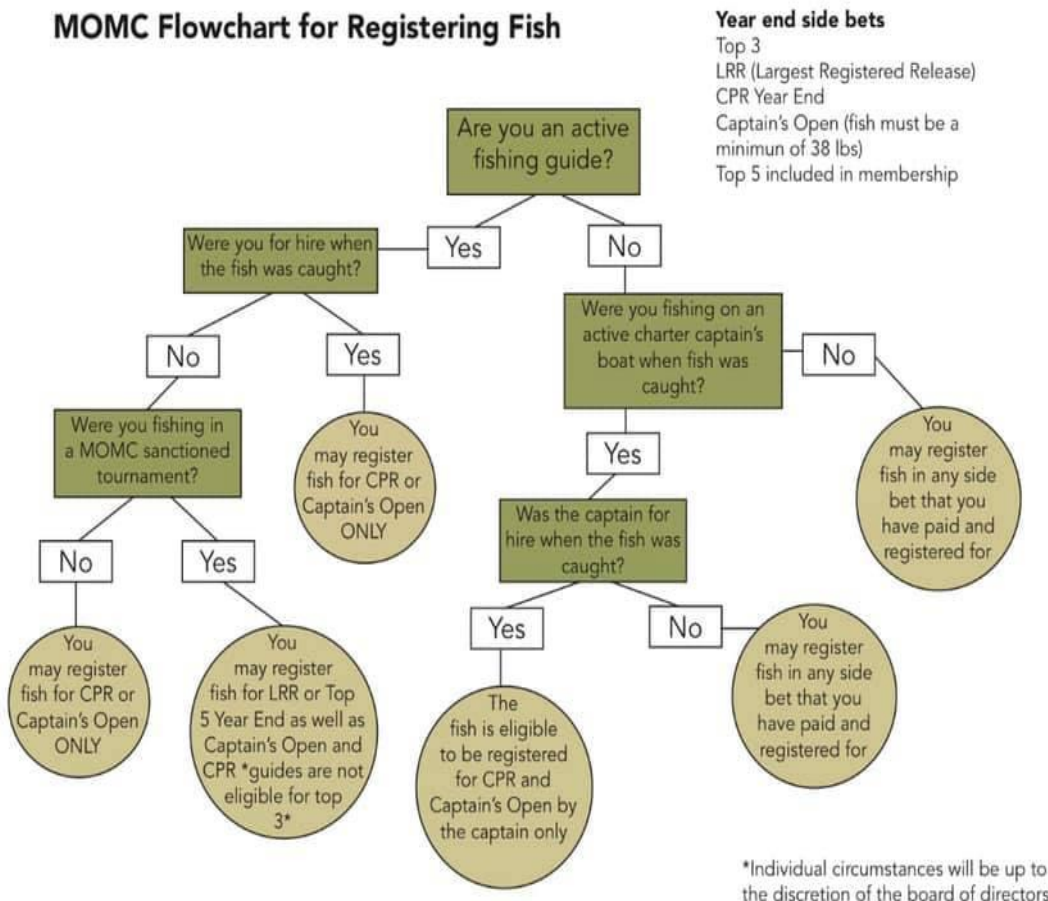 MOMC Flowchart for Registering Fish
Year end side bets
Top 3
LRR (Largest Registered Release)
CPR Year End
Captain's Open (fish must be a
minimun of 38 lbs)
Top 5 included in membership
Are you an active
fishing guide?
Yes
No
Were you for hire when
the fish was caught?
No
Yes
Were you fishing on an
active charter captain's
boat when fish was
caught?
No
Yes
Were you fishing in
a MOMC sanctioned
tournament?
You
may register
fish for CPR or
Captain's Open
ONLY
You
may register
fish in any side
bet that you
have paid and
registered for
Was the captain for
hire when the fish was
caught?
No
Yes
Yes
No
You
may register
fish for CPR or
Captain's Open
ONLY
You
may register
fish for LRR or Top
5 Year End as well as
Captain's Open and
CPR *guides are not
eligible for top
3*
The
fish is eligible
to be registered
for CPR and
Captain's Open by
the captain only
You
may register
fish in any side
bet that you
have paid and
registered for
*Individual circumstances will be up to
the discretion of the board of directors